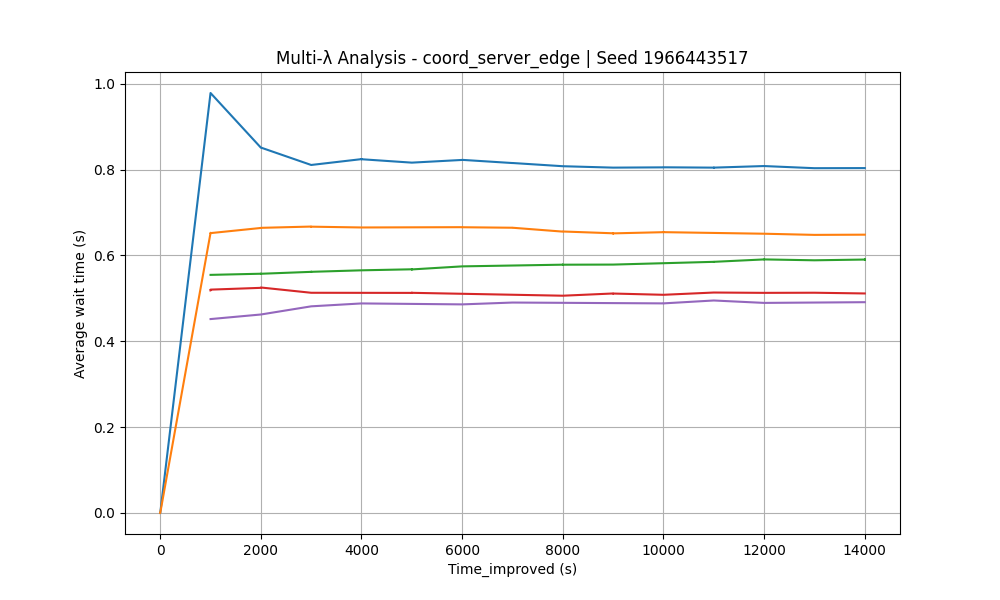 Multi-λ Analysis - coord_server_edge | Seed 1966443517
Average wait time (s)
1.0
0.8
0.6
0.4
0.2
0.0
0 2000 4000 6000 8000 10000 12000 14000
Time_improved (s)